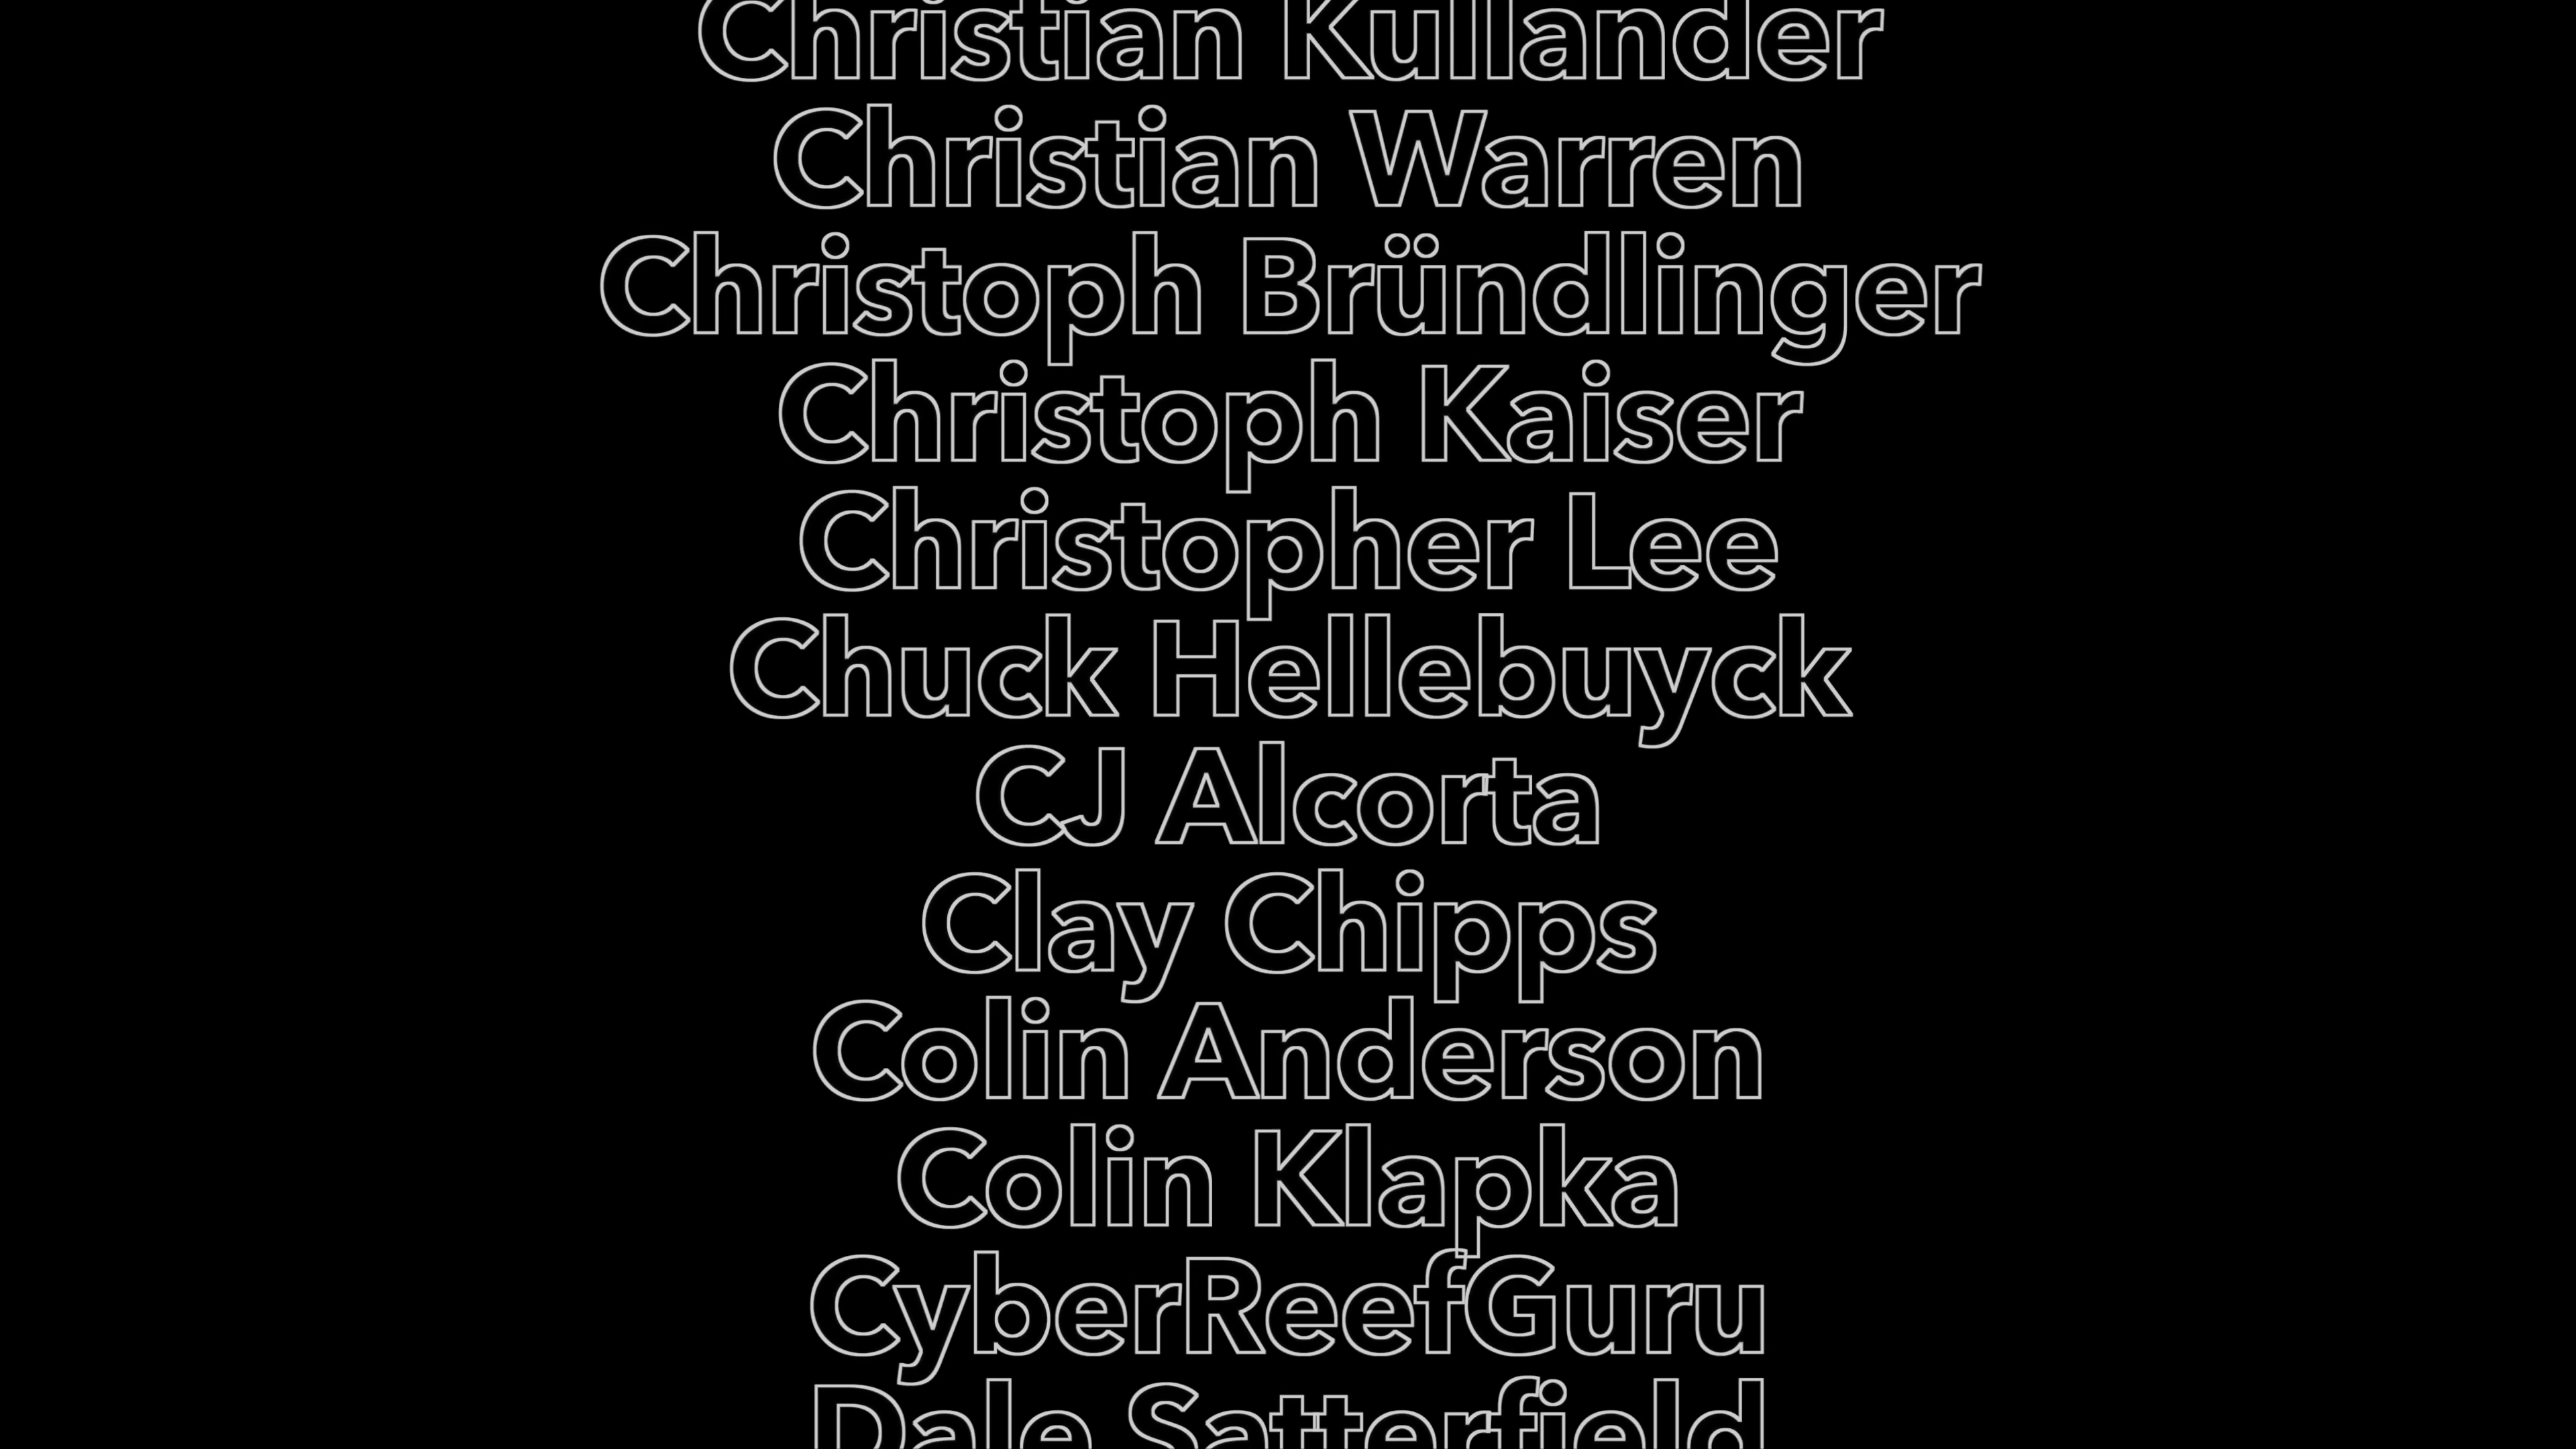 Christian Kullander
Christian Warren
Christoph Bründlinger
Christoph Kaiser
Christopher Lee
Chuck Hellebuyck
CJ Alcorta
Clay Chipps
Colin Anderson
Colin Klapka
CyberReefGuru
Dale Satterfield